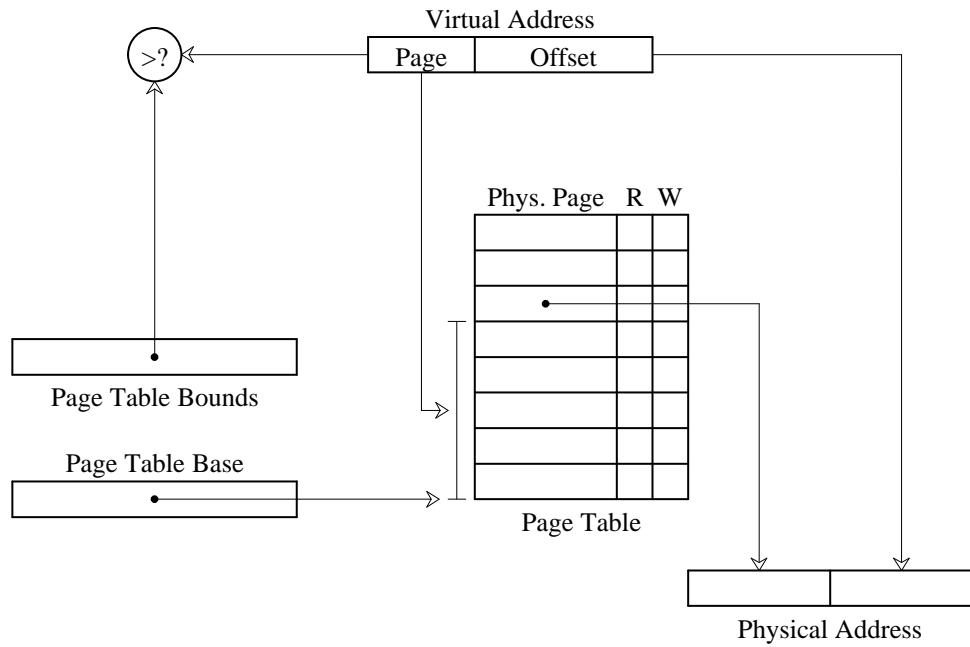 Virtual Address
>?
Page Offset
Phys. Page R W
Page Table Bounds
Page Table Base
Page Table
Physical Address